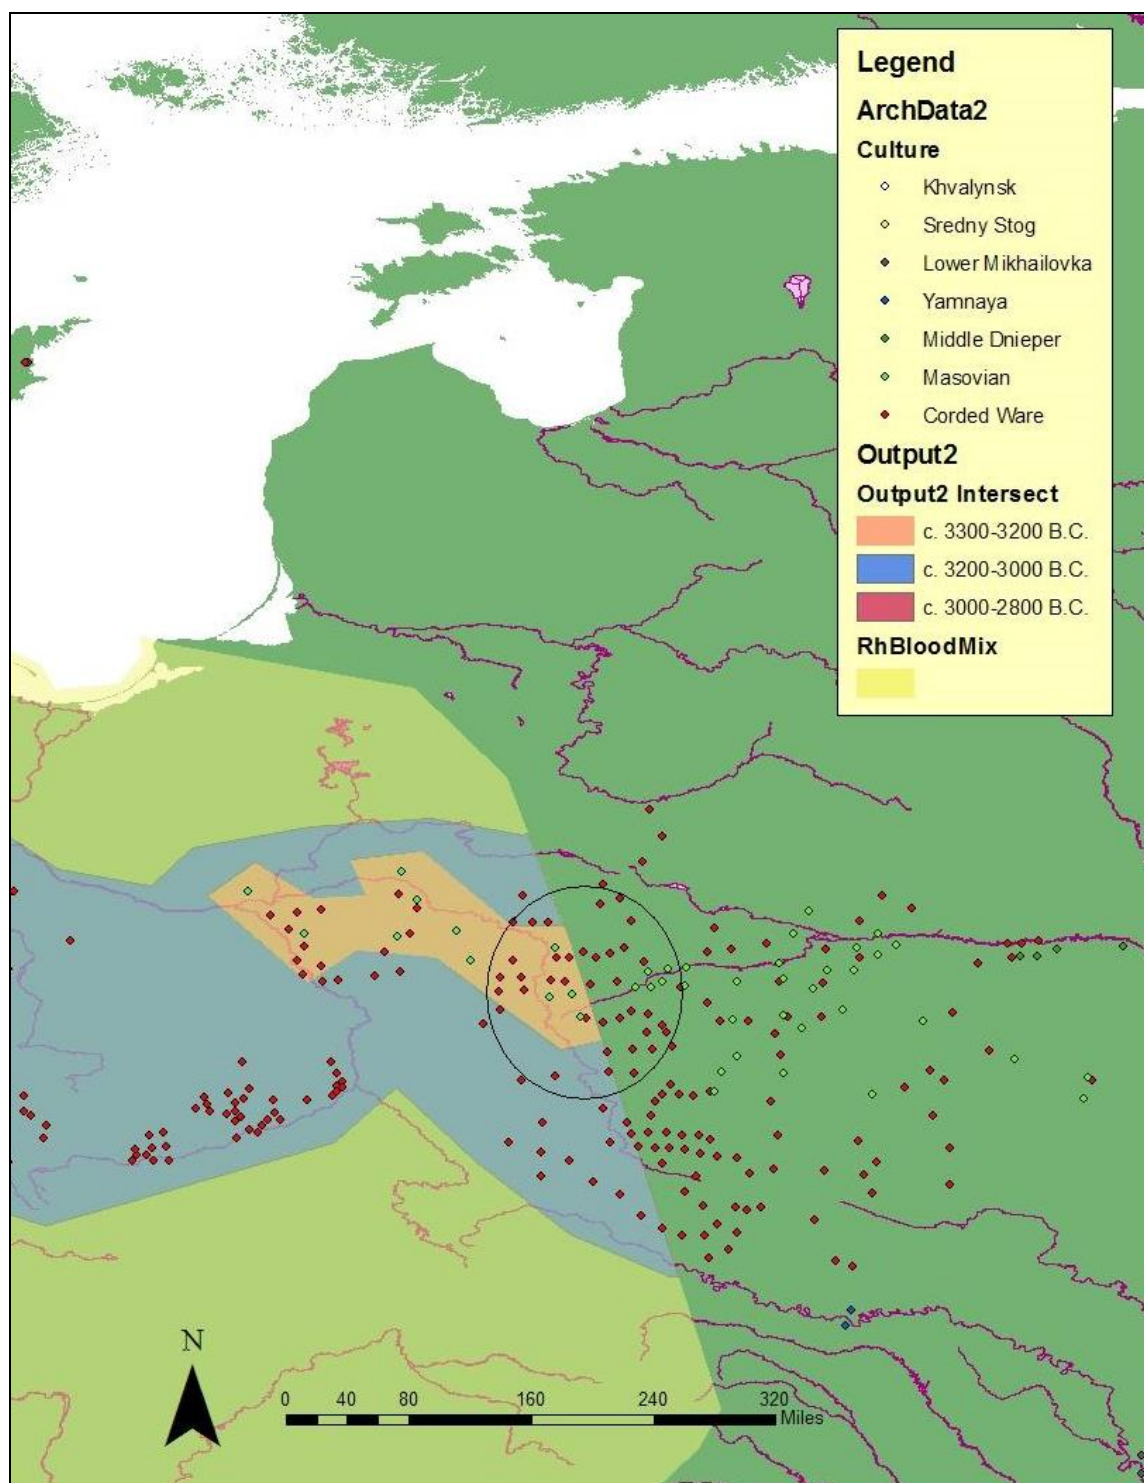 Legend
ArchData2
Culture
Khvalynsk
Sredny Stog
Lower Mikhailovka
Yamnaya
Middle Dnieper
Masovian
Corded Ware
Output2
Output2 Intersect
c. 3300-3200 B.C.
c. 3200-3000 B.C.
c. 3000-2800 B.C.
RhBloodMix
N
0 40 80 160 240 320
Miles